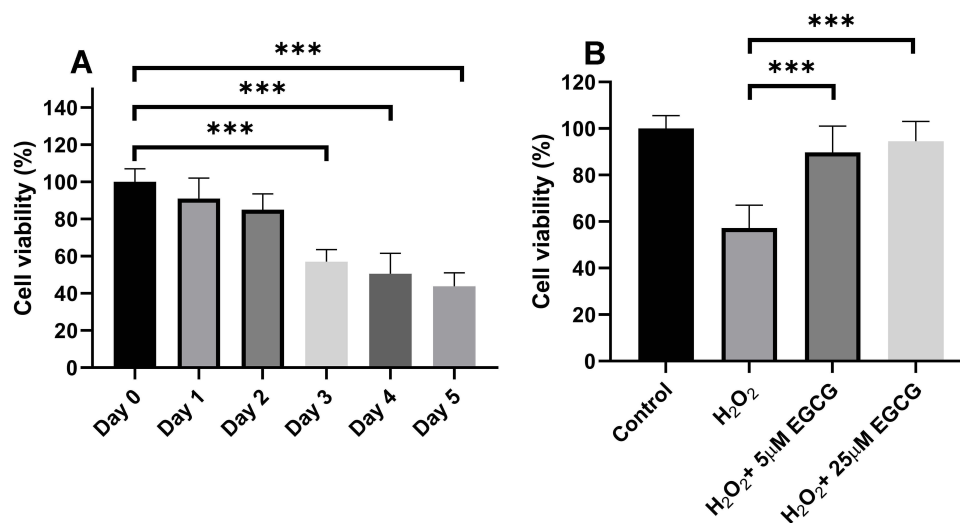 A
***
***
***
Cell viability (%)
140
120
100
80
60
40
20
0
Day 0
Day 1
Day 2
Day 3
Day 4
Day 5
B
***
***
Cell viability (%)
120
100
80
60
40
20
0
Control
H₂O₂
H₂O₂+ 5μM EGCG
H₂O₂+ 25μM EGCG